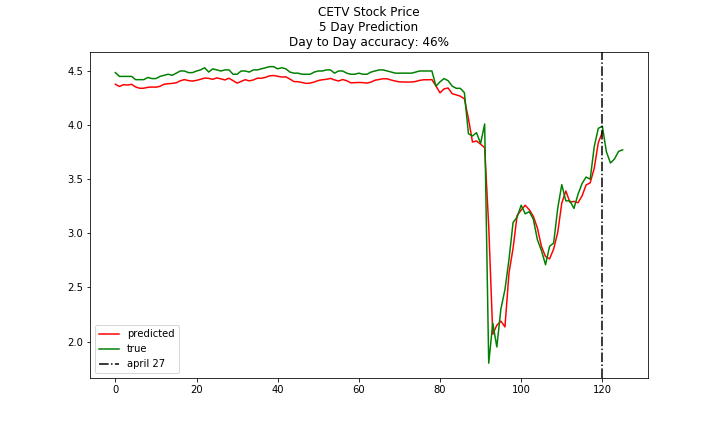 CETV Stock Price
5 Day Prediction
Day to Day accuracy: 46%
4.5
4.0
3.5
3.0
2.5
2.0
predicted
true
april 27
0 20 40 60 80 100 120